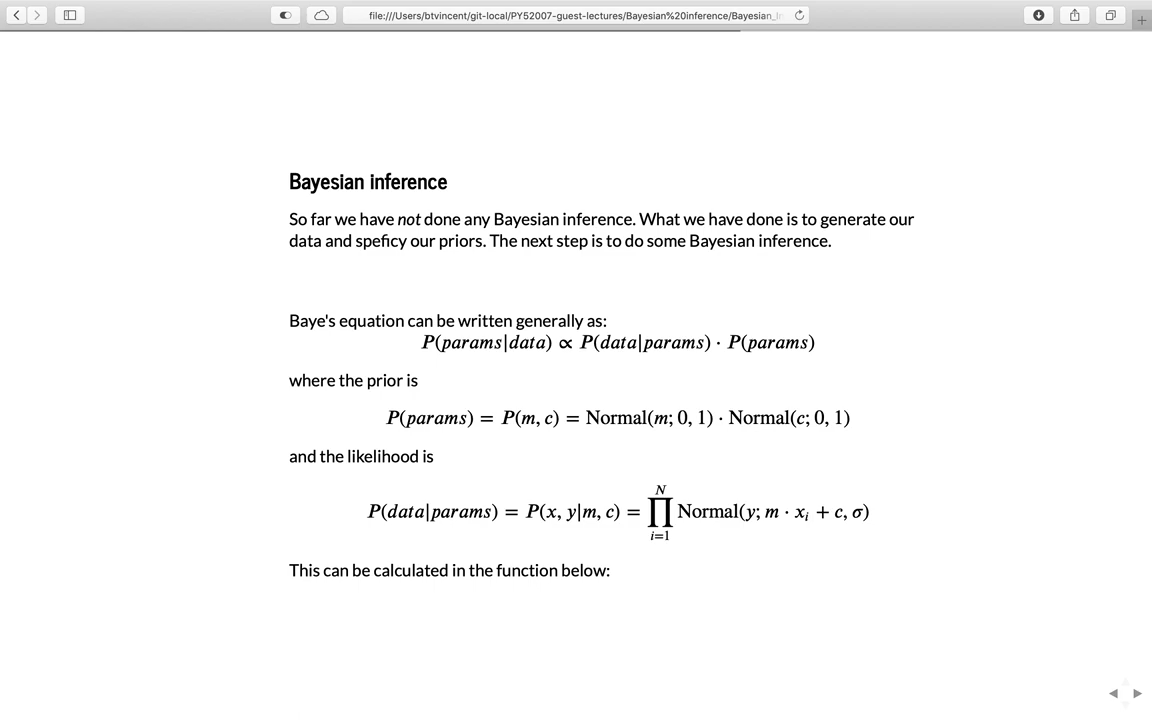 file:///Users/btvincent/git-local/PY52007-guest-lectures/Bayesian%20inference/Bayesian_I
Bayesian inference
So far we have not done any Bayesian inference. What we have done is to generate our
data and speficy our priors. The next step is to do some Bayesian inference.
Baye's equation can be written generally as:
P(params|data) ∝ P(data|params) · P(params)
where the prior is
P(params) = P(m, c) = Normal(m; 0, 1) · Normal(c; 0, 1)
and the likelihood is
P(data|params) = P(x, y|m, c) = ∏_{i=1}^{N} Normal(y; m · x_i + c, σ)
This can be calculated in the function below: